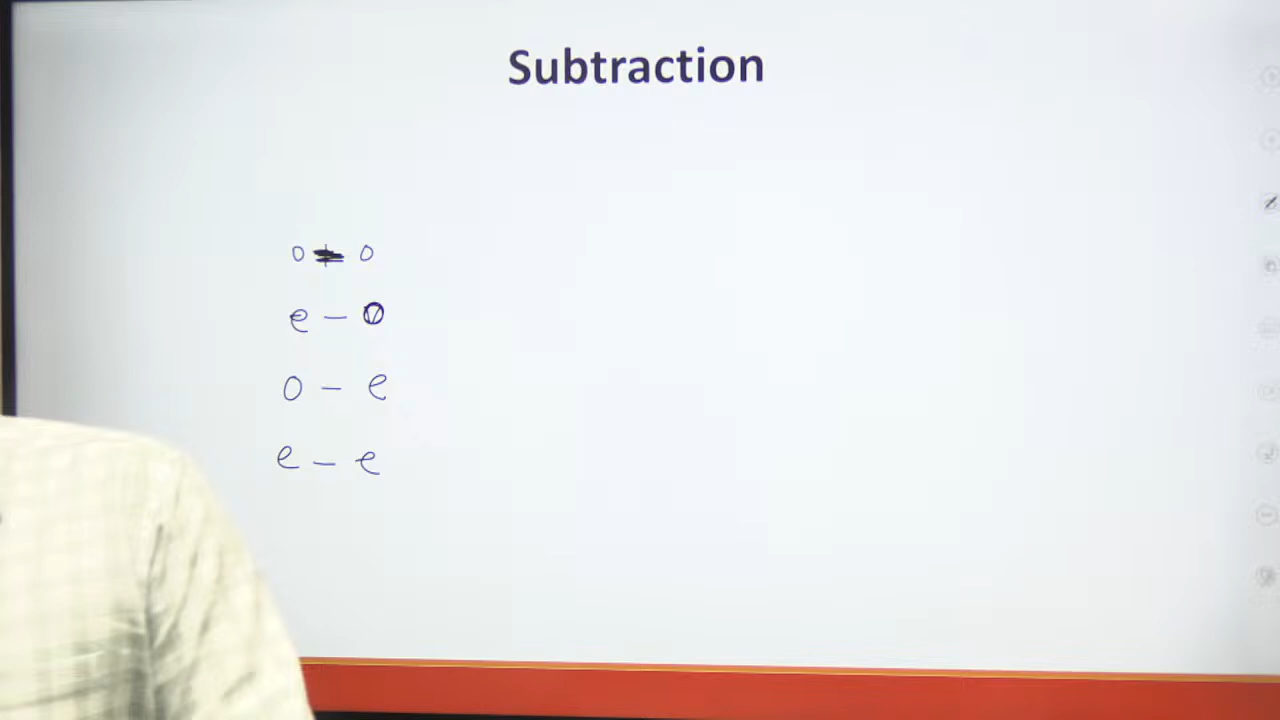 Subtraction
o - o
e - o
o - e
e - e